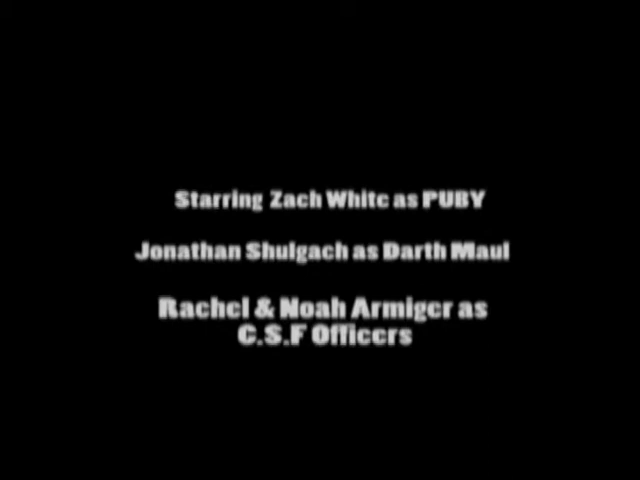 Starring Zach White as PUBY
Jonathan Shulgach as Darth Maul
Rachel & Noah Armiger as
C.S.F Officers